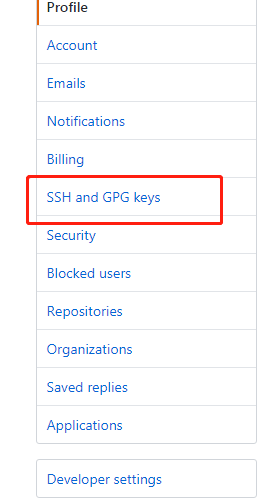 Profile
Account
Emails
Notifications
Billing
SSH and GPG keys
Security
Blocked users
Repositories
Organizations
Saved replies
Applications
Developer settings